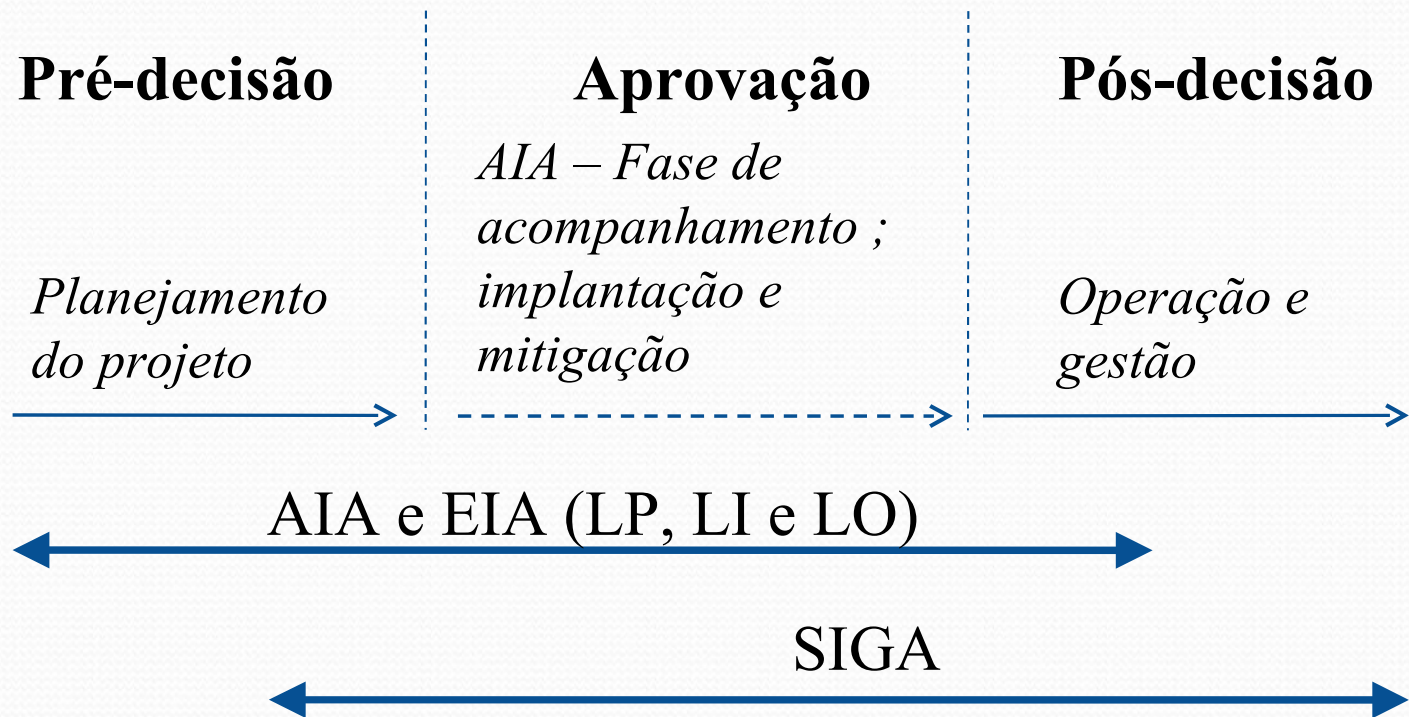 Pré-decisão
Aprovação
Pós-decisão
Planejamento
do projeto
AIA – Fase de
acompanhamento ;
implantação e
mitigação
Operação e
gestão
AIA e EIA (LP, LI e LO)
SIGA